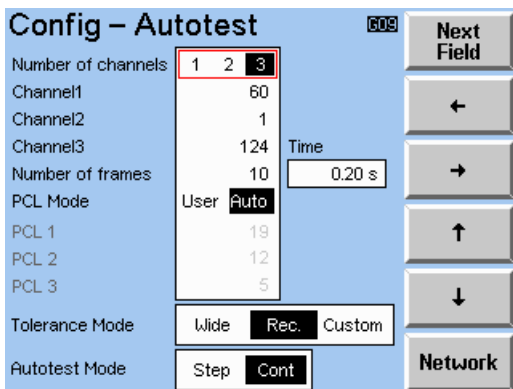 Config – Autotest G09
Next Field
Number of channels 1 2 3
Channel1 60
Channel2 1
Channel3 124 Time
Number of frames 10 0.20 s
PCL Mode User Auto
PCL 1 19
PCL 2 12
PCL 3 5
Tolerance Mode Wide Rec. Custom
Autotest Mode Step Cont
Network